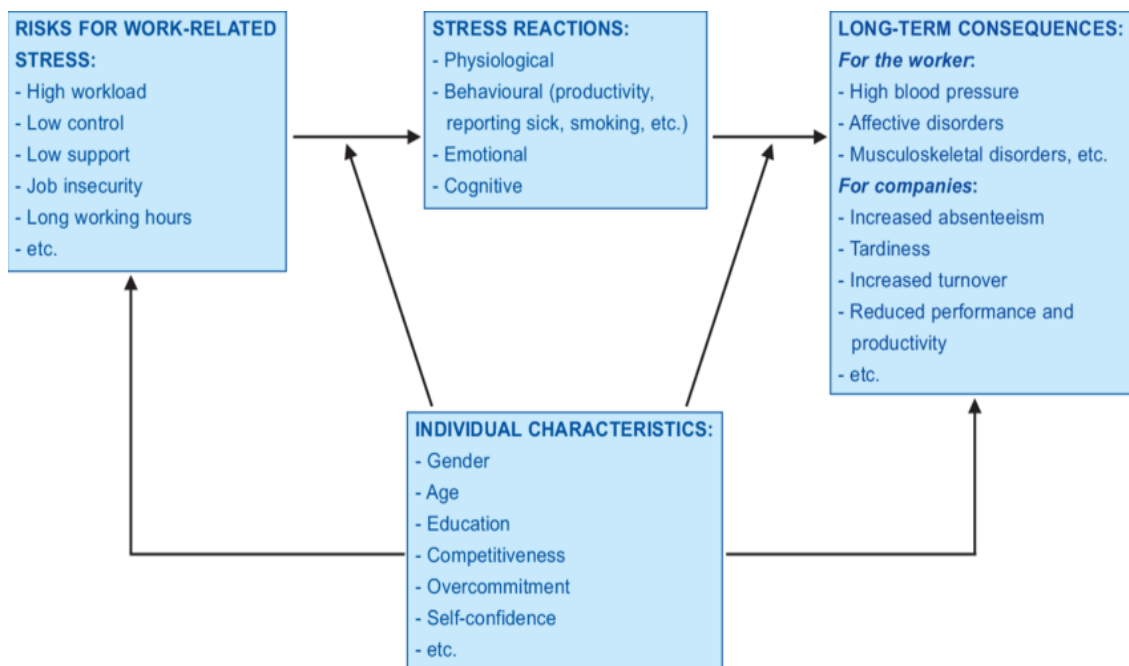 RISKS FOR WORK-RELATED
STRESS:
- High workload
- Low control
- Low support
- Job insecurity
- Long working hours
- etc.
STRESS REACTIONS:
- Physiological
- Behavioural (productivity,
reporting sick, smoking, etc.)
- Emotional
- Cognitive
LONG-TERM CONSEQUENCES:
For the worker:
- High blood pressure
- Affective disorders
- Musculoskeletal disorders, etc.
For companies:
- Increased absenteeism
- Tardiness
- Increased turnover
- Reduced performance and
productivity
- etc.
INDIVIDUAL CHARACTERISTICS:
- Gender
- Age
- Education
- Competitiveness
- Overcommitment
- Self-confidence
- etc.